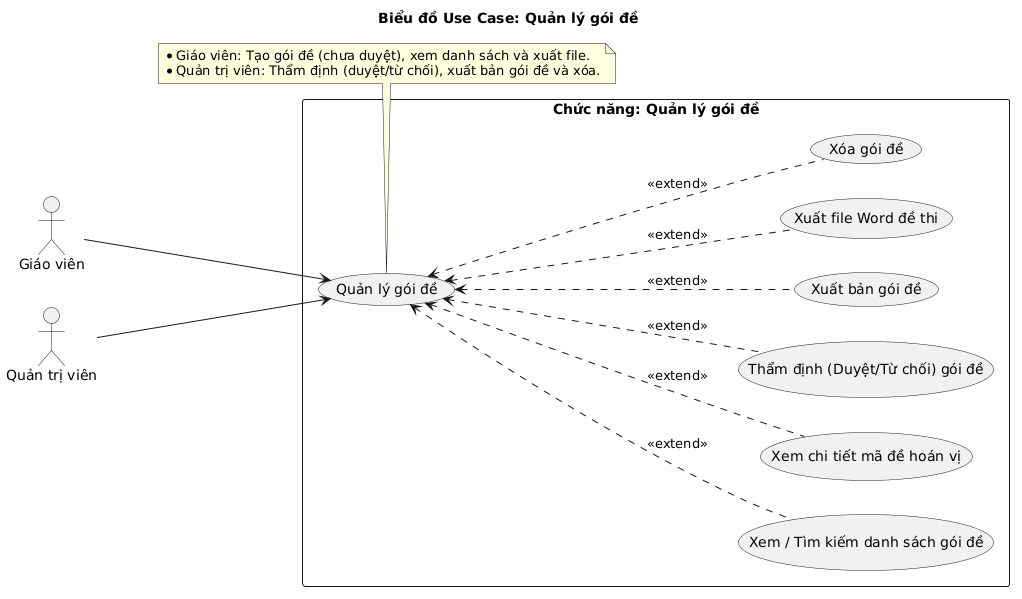 Biểu đồ Use Case: Quản lý gói đề
• Giáo viên: Tạo gói đề (chưa duyệt), xem danh sách và xuất file.
• Quản trị viên: Thẩm định (duyệt/từ chối), xuất bản gói đề và xóa.
Chức năng: Quản lý gói đề
Xóa gói đề
«extend»
Xuất file Word đề thi
«extend»
Giáo viên
Quản lý gói đề
«extend»
Xuất bản gói đề
«extend»
Thẩm định (Duyệt/Từ chối) gói đề
Quản trị viên
«extend»
Xem chi tiết mã đề hoán vị
«extend»
Xem / Tìm kiếm danh sách gói đề